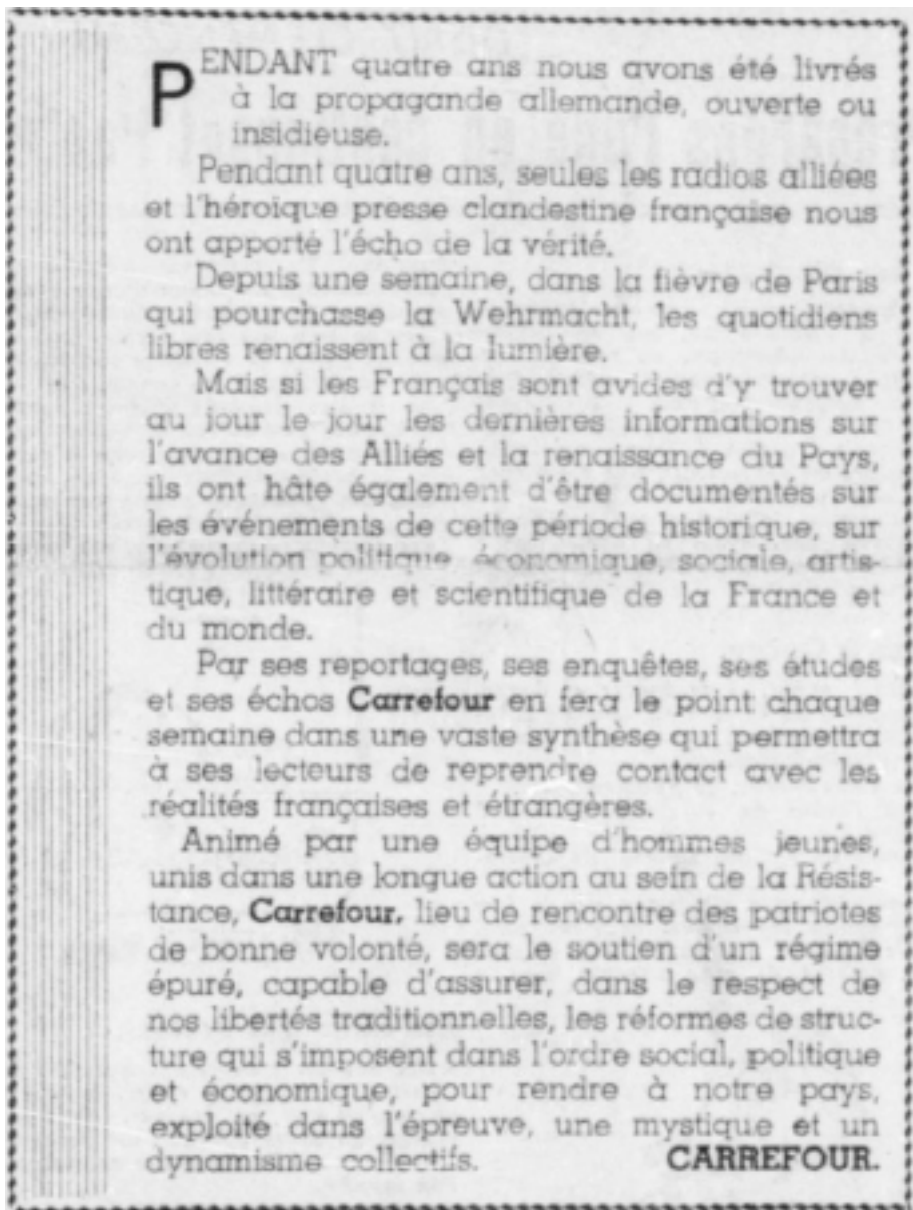 PENDANT quatre ans nous avons été livrés
à la propagande allemande, ouverte ou
insidieuse.
Pendant quatre ans, seules les radios alliées
et l'héroïque presse clandestine française nous
ont apporté l'écho de la vérité.
Depuis une semaine, dans la fièvre de Paris
qui pourchasse la Wehrmacht, les quotidiens
libres renaissent à la lumière.
Mais si les Français sont avides d'y trouver
au jour le jour les dernières informations sur
l'avance des Alliés et la renaissance du Pays,
ils ont hâte également d'être documentés sur
les événements de cette période historique, sur
l'évolution politique économique, sociale, artis-
tique, littéraire et scientifique de la France et
du monde.
Par ses reportages, ses enquêtes, ses études
et ses échos Carrefour en fera le point chaque
semaine dans une vaste synthèse qui permettra
à ses lecteurs de reprendre contact avec les
réalités françaises et étrangères.
Animé par une équipe d'hommes jeunes,
unis dans une longue action au sein de la Résis-
tance, Carrefour, lieu de rencontre des patriotes
de bonne volonté, sera le soutien d'un régime
épuré, capable d'assurer, dans le respect de
nos libertés traditionnelles, les réformes de struc-
ture qui s'imposent dans l'ordre social, politique
et économique, pour rendre à notre pays,
exploité dans l'épreuve, une mystique et un
dynamisme collectifs. CARREFOUR.